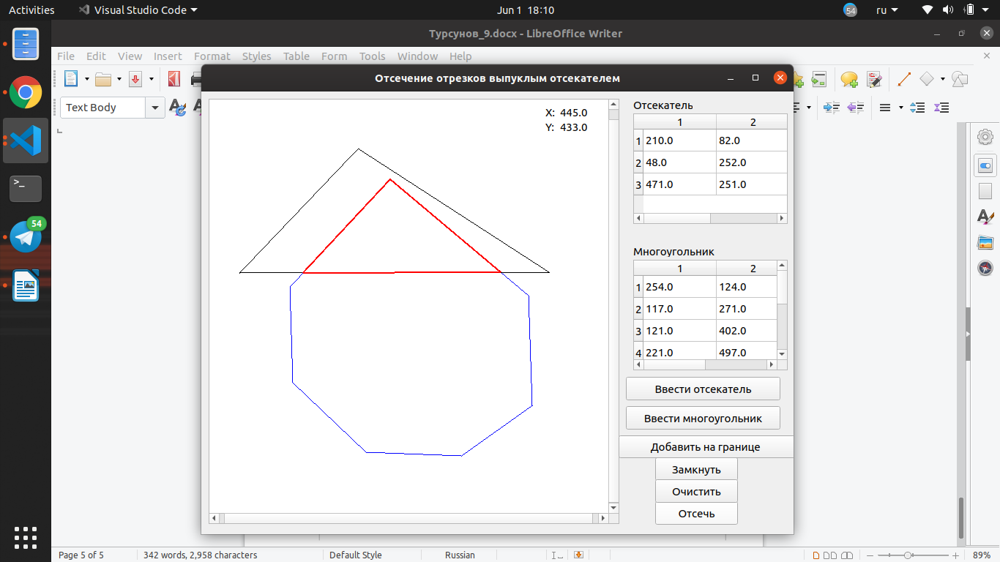 Activities
Visual Studio Code
Jun 1 18:10
54
ru
Турсунов_9.docx - LibreOffice Writer
File Edit View Insert Format Styles Table Form Tools Window Help
Text Body
Отсечение отрезков выпуклым отсекателем
X: 445.0
Y: 433.0
Отсекатель
1 2
1 210.0 82.0
2 48.0 252.0
3 471.0 251.0
Многоугольник
1 2
1 254.0 124.0
2 117.0 271.0
3 121.0 402.0
4 221.0 497.0
Ввести отсекатель
Ввести многоугольник
Добавить на границе
Замкнуть
Очистить
Отсечь
54
Page 5 of 5
342 words, 2,958 characters
Default Style
Russian
89%